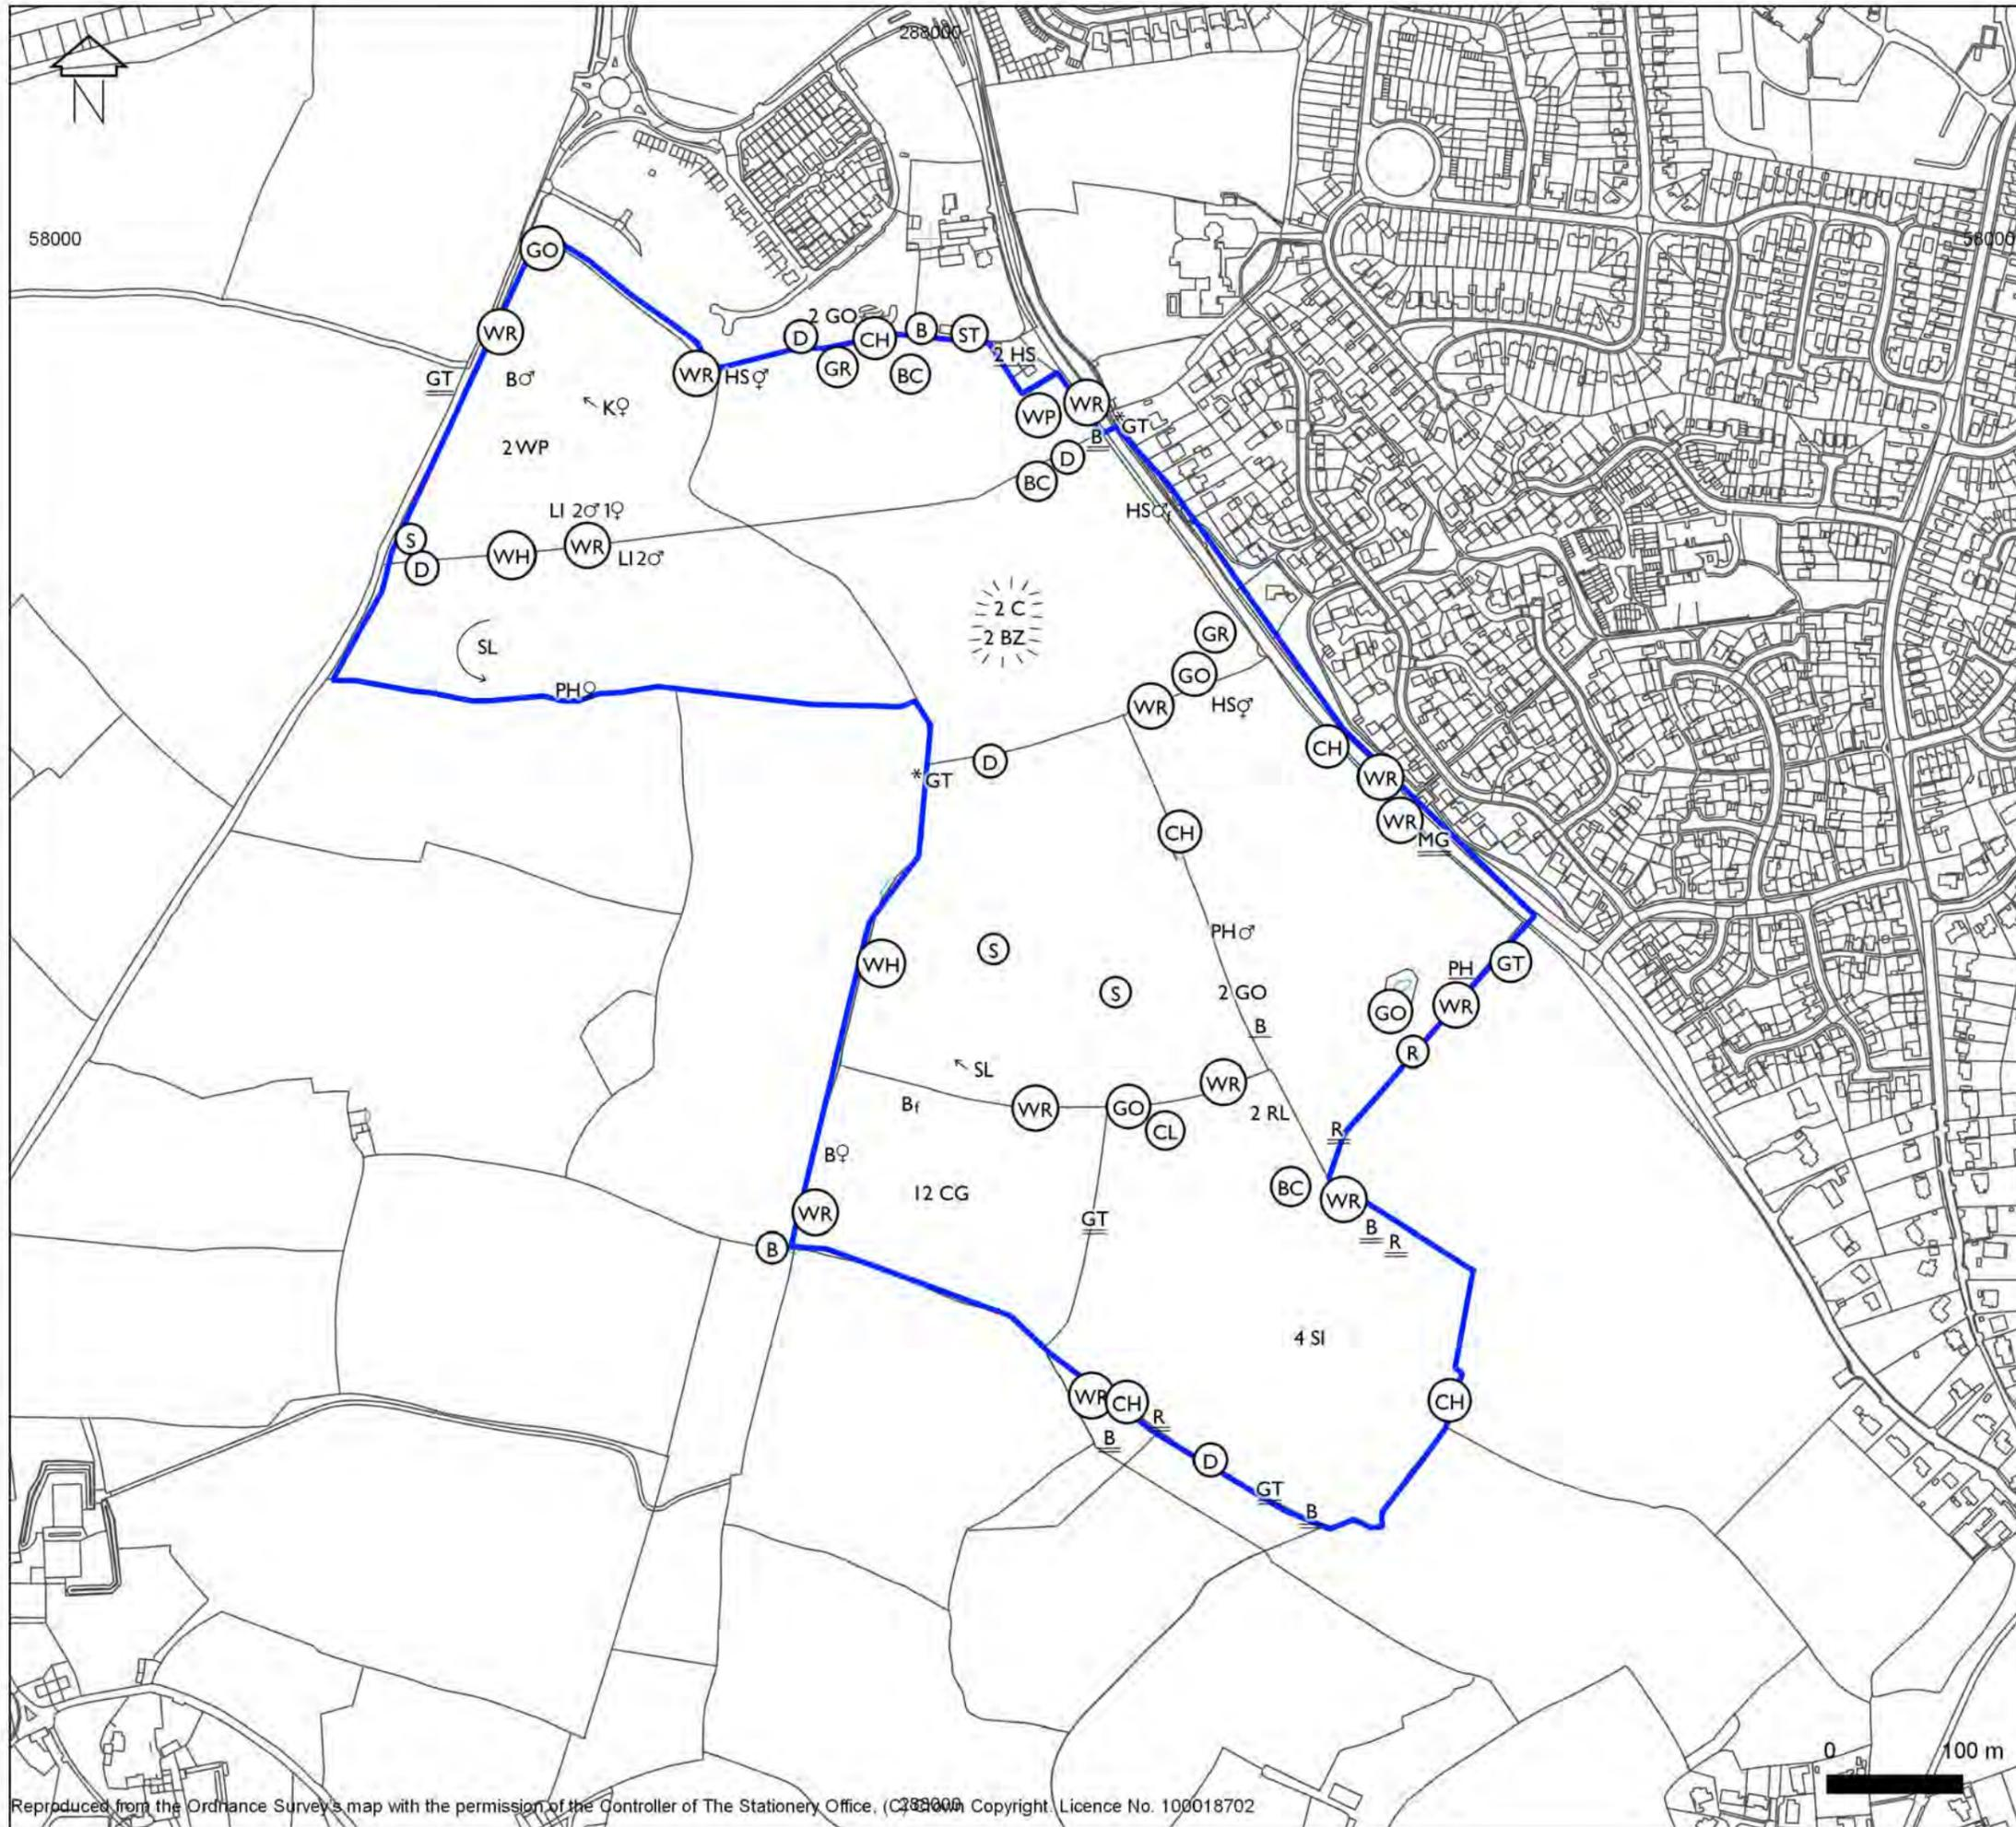 288000
N
58000
58000
GO
WR
2 GO
D
CH
B
ST
GR
BC
2 HS
WR
HS⚥
GT
B♂
K♀
2 WP
WP
WR
*
GT
B
D
BC
LI 2♂ 1♀
HS♂f
S
D
WH
WR
LI 2♂
2 C
2 BZ
GR
SL
GO
PH♀
WR
HS⚥
CH
D
WR
*
GT
CH
WR
MG
PH♂
S
WH
PH
GT
S
2 GO
GO
WR
B
R
SL
WR
Bf
WR
GO
CL
2 RL
R
B♀
12 CG
BC
WR
WR
GT
B
R
B
4 SI
WR
CH
CH
R
B
D
GT
B
0
100 m
Reproduced from the Ordnance Survey's map with the permission of the Controller of The Stationery Office, (C) Crown Copyright. Licence No. 100018702
288000